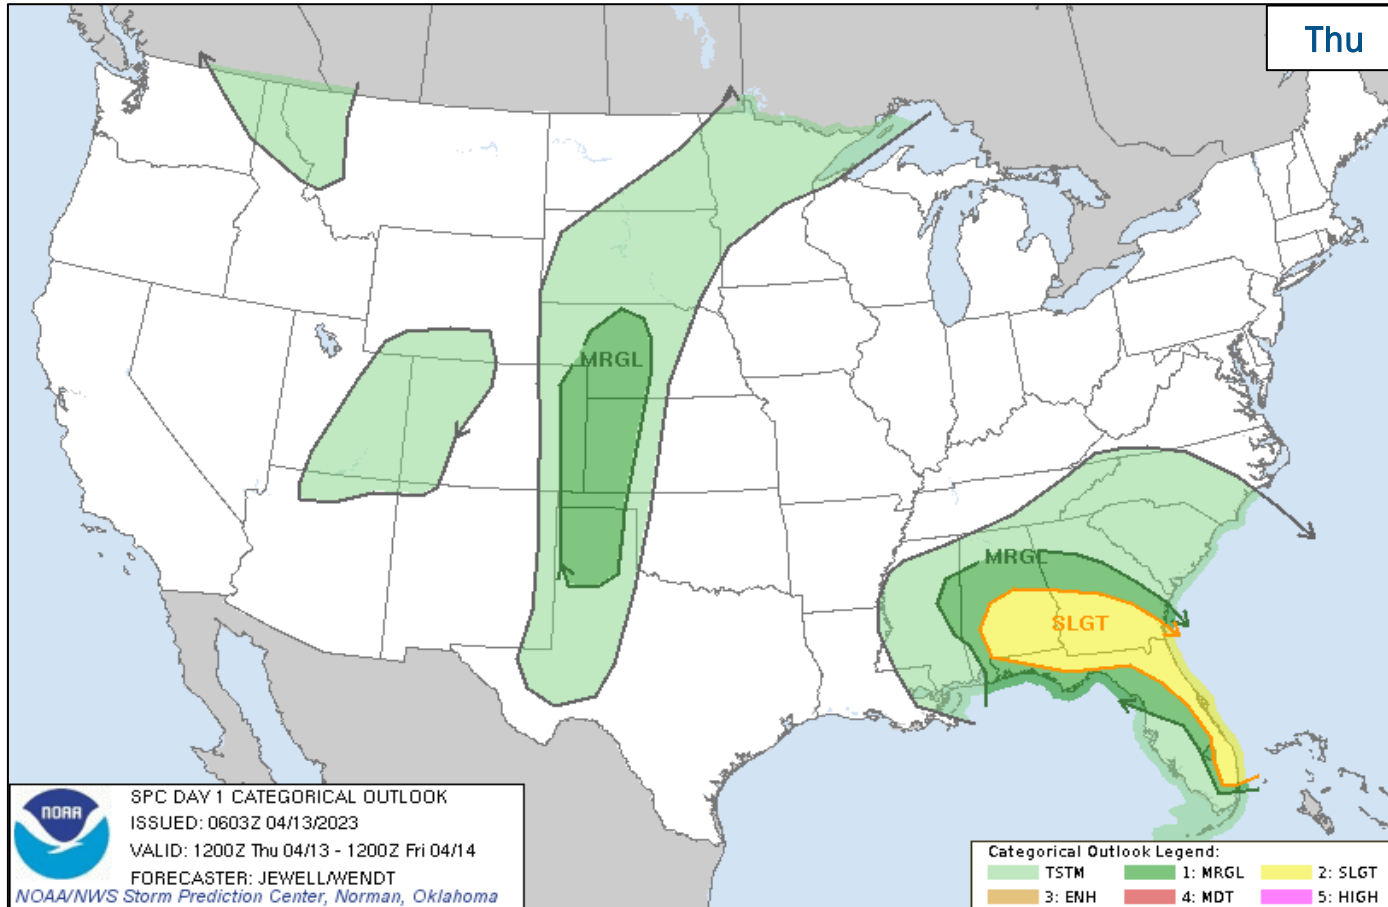 Thu
MRGL
MRGL
SLGT
NOAA
SPC DAY 1 CATEGORICAL OUTLOOK
ISSUED: 0603Z 04/13/2023
VALID: 1200Z Thu 04/13 - 1200Z Fri 04/14
FORECASTER: JEWELL/WENDT
NOAA/NWS Storm Prediction Center, Norman, Oklahoma
Categorical Outlook Legend:
TSTM 1: MRGL 2: SLGT
3: ENH 4: MDT 5: HIGH